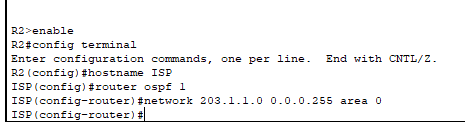 R2>enable
R2#config terminal
Enter configuration commands, one per line.  End with CNTL/Z.
R2(config)#hostname ISP
ISP(config)#router ospf 1
ISP(config-router)#network 203.1.1.0 0.0.0.255 area 0
ISP(config-router)#